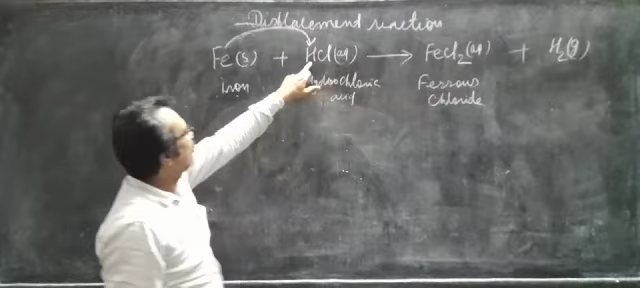 Displacement reaction
Fe(s) + HCl(aq) ⟶ FeCl₂(aq) + H₂(g)
iron Hydrochloric Ferrous
acid Chloride